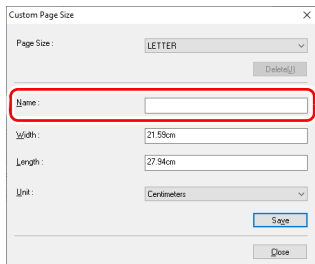 Custom Page Size
Page Size :
LETTER
Delete(J)
Name :
Width :
21.59cm
Length :
27.94cm
Unit :
Centimeters
Save
Close